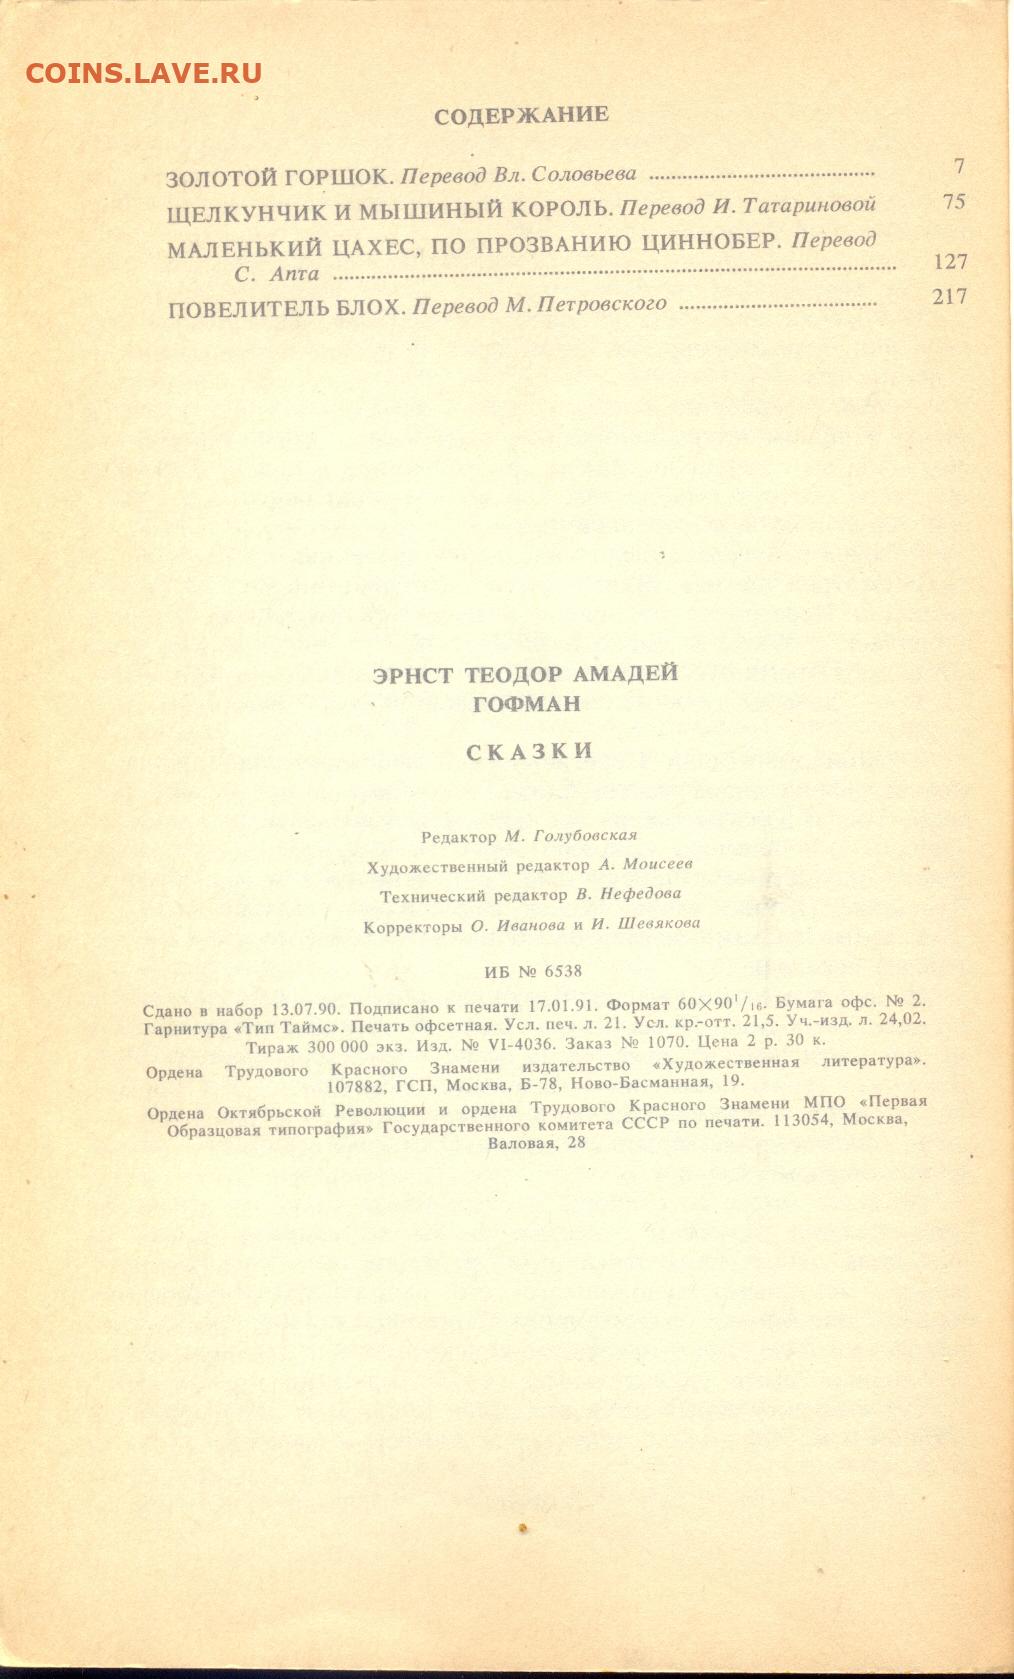 COINS.LAVE.RU
СОДЕРЖАНИЕ
ЗОЛОТОЙ ГОРШОК. Перевод Вл. Соловьева ........................................ 7
ЩЕЛКУНЧИК И МЫШИНЫЙ КОРОЛЬ. Перевод И. Татариновой 75
МАЛЕНЬКИЙ ЦАХЕС, ПО ПРОЗВАНИЮ ЦИННОБЕР. Перевод
С. Апта ........................................ 127
ПОВЕЛИТЕЛЬ БЛОХ. Перевод М. Петровского ........................................ 217
ЭРНСТ ТЕОДОР АМАДЕЙ
ГОФМАН
СКАЗКИ
Редактор М. Голубовская
Художественный редактор А. Моисеев
Технический редактор В. Нефедова
Корректоры О. Иванова и И. Шевякова
ИБ № 6538
Сдано в набор 13.07.90. Подписано к печати 17.01.91. Формат 60×90¹/₁₆. Бумага офс. № 2.
Гарнитура «Тип Таймс». Печать офсетная. Усл. печ. л. 21. Усл. кр.-отт. 21,5. Уч.-изд. л. 24,02.
Тираж 300 000 экз. Изд. № VI-4036. Заказ № 1070. Цена 2 р. 30 к.
Ордена Трудового Красного Знамени издательство «Художественная литература».
107882, ГСП, Москва, Б-78, Ново-Басманная, 19.
Ордена Октябрьской Революции и ордена Трудового Красного Знамени МПО «Первая
Образцовая типография» Государственного комитета СССР по печати. 113054, Москва,
Валовая, 28